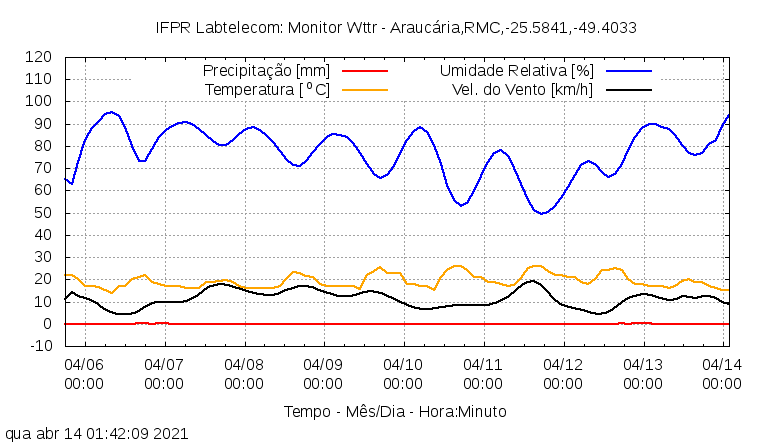 IFPR Labtelecom: Monitor Wttr - Araucária,RMC,-25.5841,-49.4033
120
110
100
90
80
70
60
50
40
30
20
10
0
-10
Precipitação [mm]
Temperatura [ ⁰C]
Umidade Relativa [%]
Vel. do Vento [km/h]
04/06 04/07 04/08 04/09 04/10 04/11 04/12 04/13 04/14
00:00 00:00 00:00 00:00 00:00 00:00 00:00 00:00 00:00
Tempo - Mês/Dia - Hora:Minuto
qua abr 14 01:42:09 2021